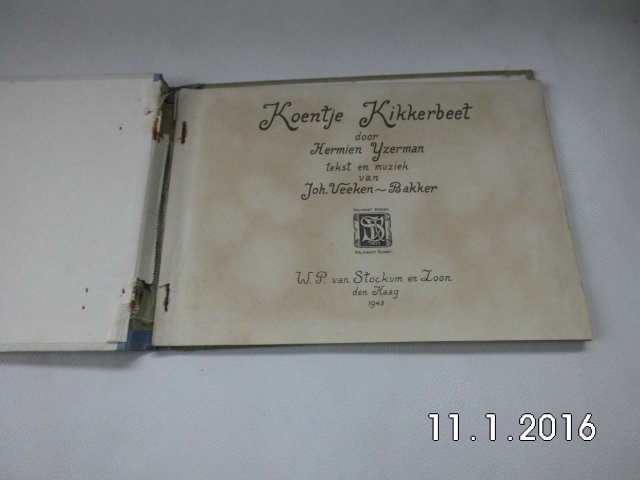 Koentje Kikkerbeet
door
Hermien Yzerman
tekst en muziek
van
Joh. Veeken-Bakker
W. P. van Stockum en Zoon
den Haag
1943
11.1.2016